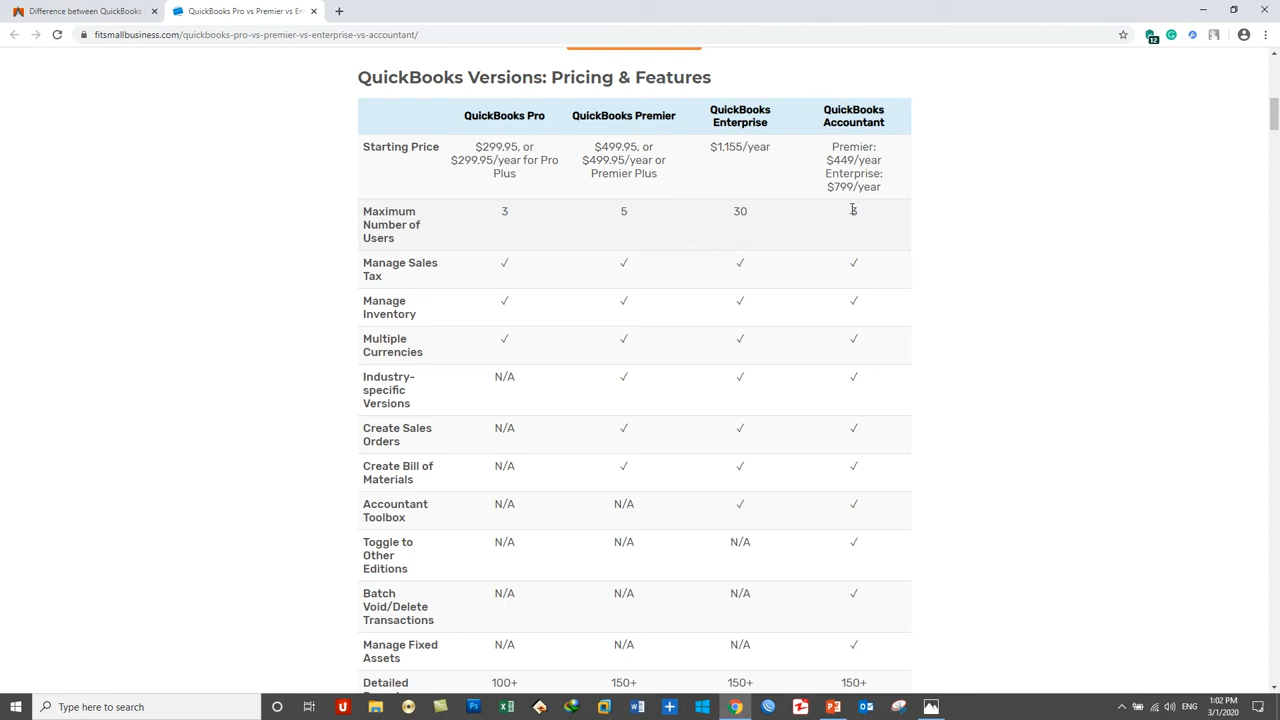 Difference between QuickBooks
QuickBooks Pro vs Premier vs Ent
fitsmallbusiness.com/quickbooks-pro-vs-premier-vs-enterprise-vs-accountant/
12
QuickBooks Versions: Pricing & Features
QuickBooks Pro
QuickBooks Premier
QuickBooks
Enterprise
QuickBooks
Accountant
Starting Price
$299.95, or
$299.95/year for Pro
Plus
$499.95, or
$499.95/year or
Premier Plus
$1,155/year
Premier:
$449/year
Enterprise:
$799/year
Maximum
Number of
Users
3
5
30
Manage Sales
Tax
✓
✓
✓
✓
Manage
Inventory
✓
✓
✓
✓
Multiple
Currencies
✓
✓
✓
✓
Industry-
specific
Versions
N/A
✓
✓
✓
Create Sales
Orders
N/A
✓
✓
✓
Create Bill of
Materials
N/A
✓
✓
✓
Accountant
Toolbox
N/A
N/A
✓
✓
Toggle to
Other
Editions
N/A
N/A
N/A
✓
Batch
Void/Delete
Transactions
N/A
N/A
N/A
✓
Manage Fixed
Assets
N/A
N/A
N/A
✓
Detailed
100+
150+
150+
150+
Type here to search
1:02 PM
3/1/2020